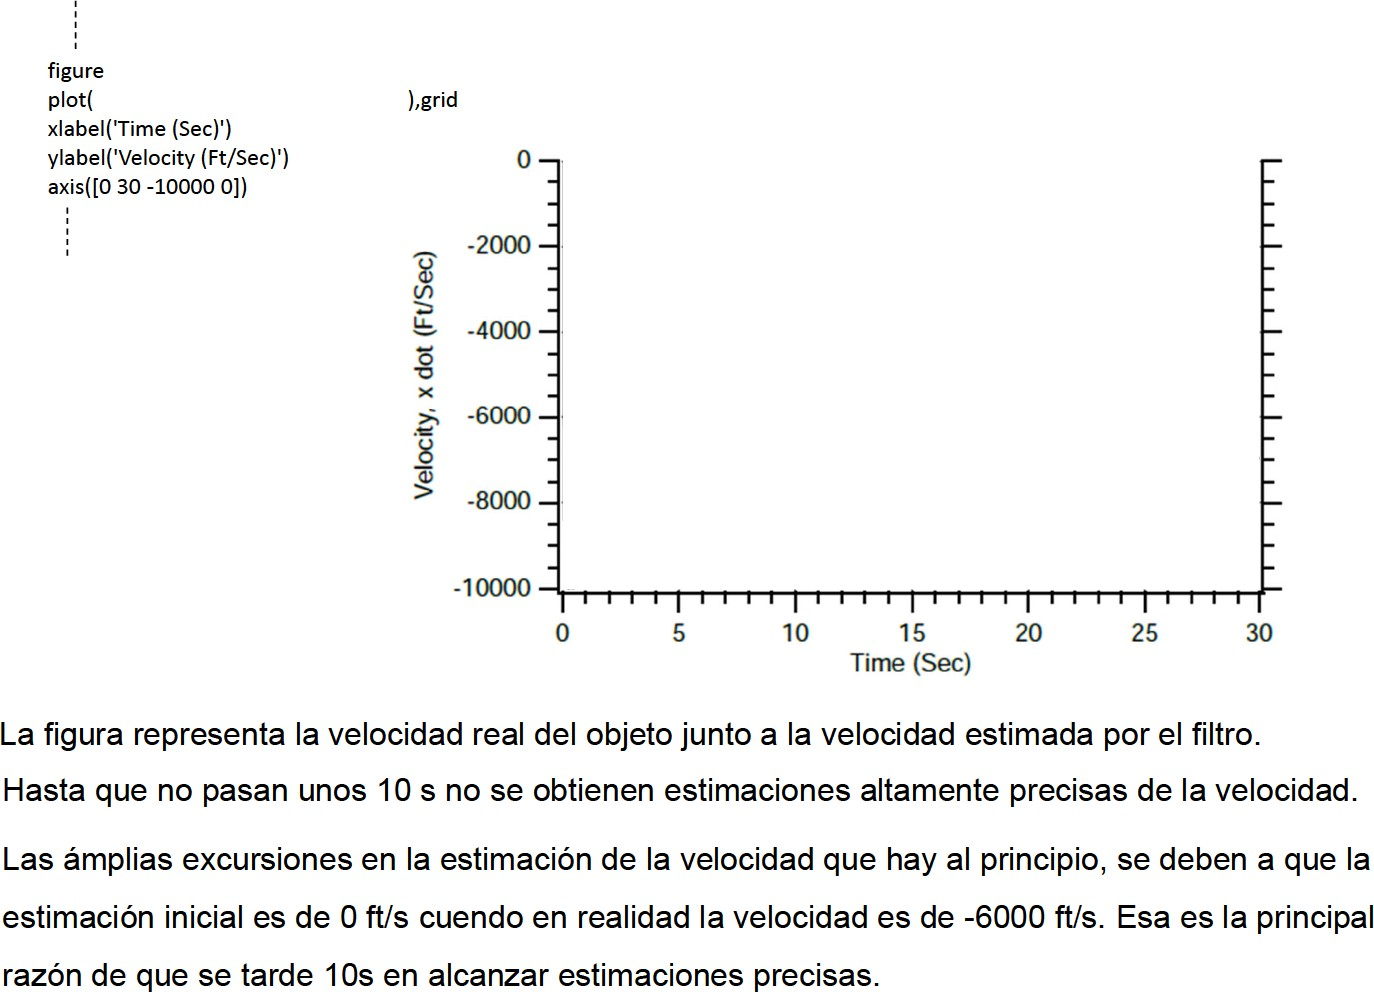 figure
plot( ),grid
xlabel('Time (Sec)')
ylabel('Velocity (Ft/Sec)')
axis([0 30 -10000 0])
0
-2000
-4000
-6000
-8000
-10000
Velocity, x dot (Ft/Sec)
0 5 10 15 20 25 30
Time (Sec)
La figura representa la velocidad real del objeto junto a la velocidad estimada por el filtro.
Hasta que no pasan unos 10 s no se obtienen estimaciones altamente precisas de la velocidad.
Las ámplias excursiones en la estimación de la velocidad que hay al principio, se deben a que la
estimación inicial es de 0 ft/s cuendo en realidad la velocidad es de -6000 ft/s. Esa es la principal
razón de que se tarde 10s en alcanzar estimaciones precisas.